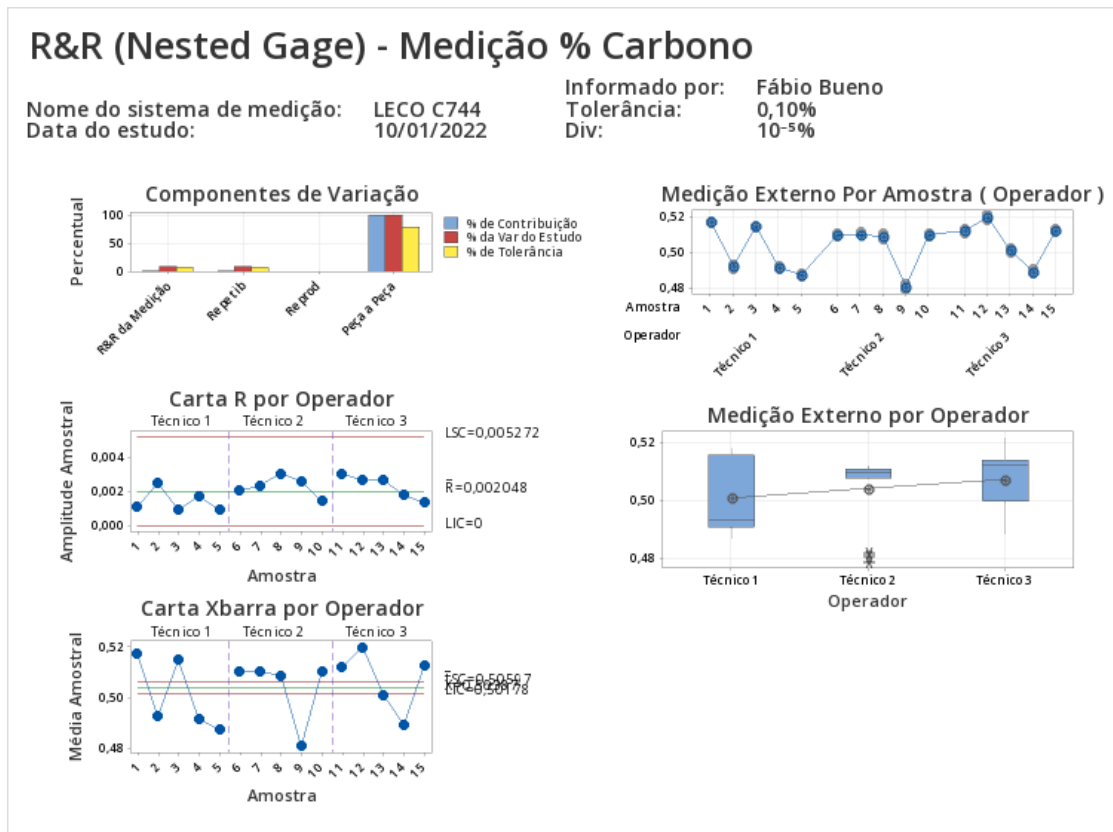 R&R (Nested Gage) - Medição % Carbono
Nome do sistema de medição: LECO C744
Data do estudo: 10/01/2022
Informado por: Fábio Bueno
Tolerância: 0,10%
Div: 10⁻⁵%
Componentes de Variação
Percentual
100
50
0
R&R da Medição
Repetib
Reprod
Peça a Peça
% de Contribuição
% da Var do Estudo
% de Tolerância
Medição Externo Por Amostra ( Operador )
0,52
0,50
0,48
Amostra 1 2 3 4 5 6 7 8 9 10 11 12 13 14 15
Operador Técnico 1 Técnico 2 Técnico 3
Carta R por Operador
Técnico 1 Técnico 2 Técnico 3
Amplitude Amostral
0,004
0,002
0,000
LSC=0,005272
R̄=0,002048
LIC=0
1 2 3 4 5 6 7 8 9 10 11 12 13 14 15
Amostra
Medição Externo por Operador
0,52
0,50
0,48
Técnico 1 Técnico 2 Técnico 3
Operador
Carta Xbarra por Operador
Técnico 1 Técnico 2 Técnico 3
Média Amostral
0,52
0,50
0,48
LIC=0,50178
1 2 3 4 5 6 7 8 9 10 11 12 13 14 15
Amostra